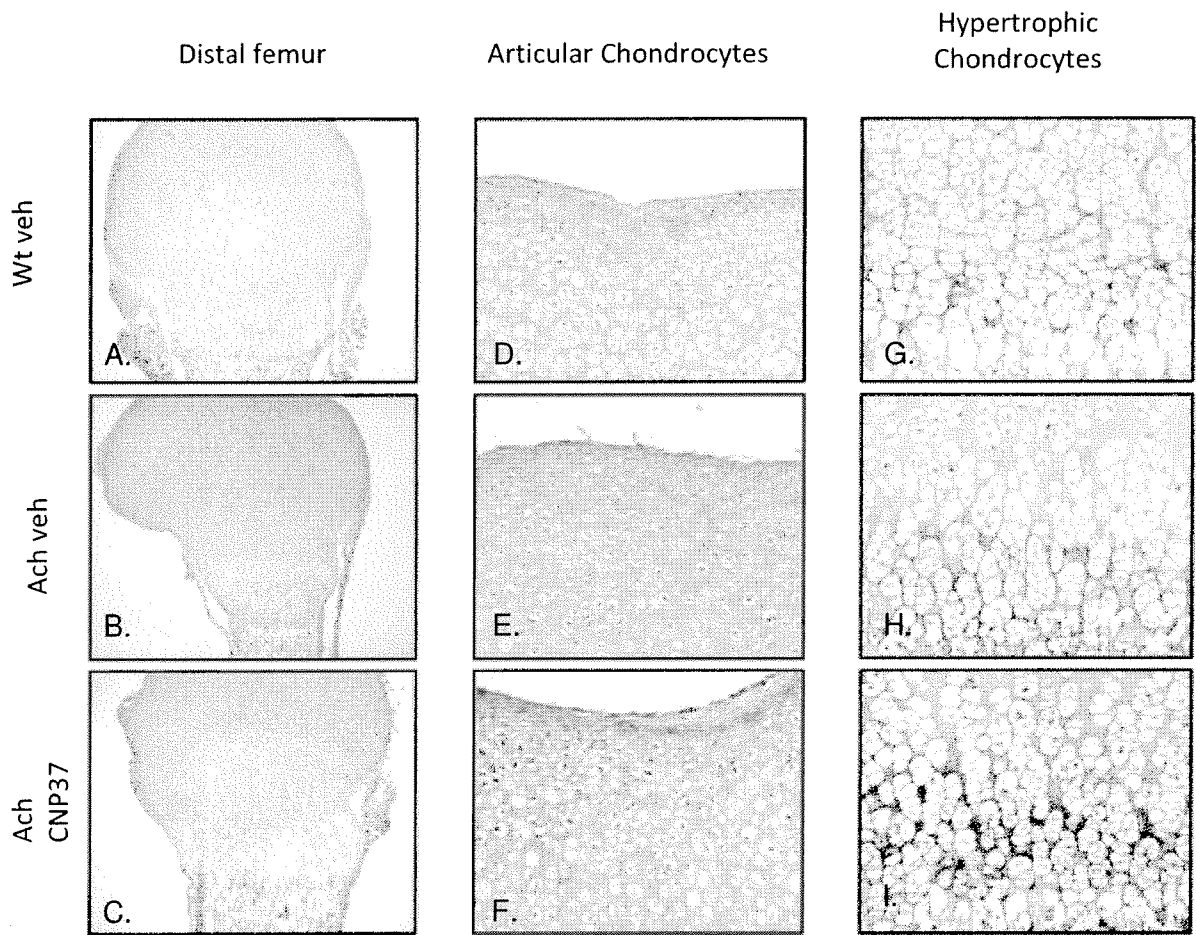 Distal femur
Articular Chondrocytes
Hypertrophic
Chondrocytes
Wt veh
A.
D.
G.
Ach veh
B.
E.
H.
Ach
CNP37
C.
F.
I.